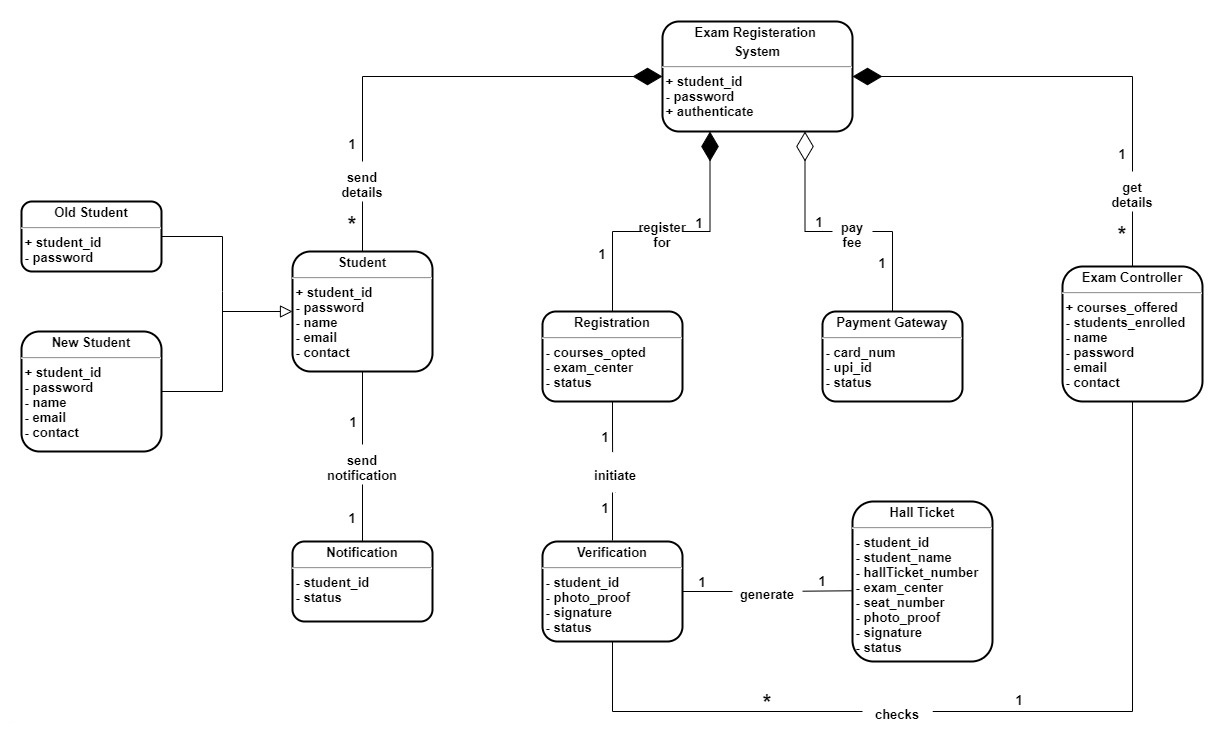 Exam Registeration
System
+ student_id
- password
+ authenticate
1
send
details
*
1
get
details
*
register
for
1
1
1
pay
fee
1
Old Student
+ student_id
- password
New Student
+ student_id
- password
- name
- email
- contact
Student
+ student_id
- password
- name
- email
- contact
Registration
- courses_opted
- exam_center
- status
Payment Gateway
- card_num
- upi_id
- status
Exam Controller
+ courses_offered
- students_enrolled
- name
- password
- email
- contact
1
send
notification
1
1
initiate
1
Notification
- student_id
- status
Verification
- student_id
- photo_proof
- signature
- status
1
generate
1
Hall Ticket
- student_id
- student_name
- hallTicket_number
- exam_center
- seat_number
- photo_proof
- signature
- status
*
checks
1